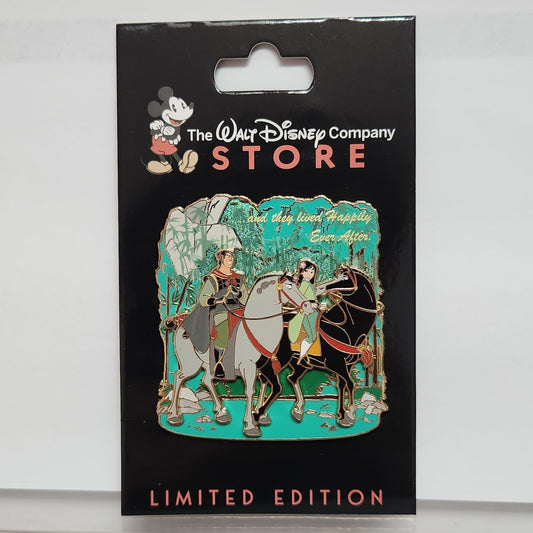 The WALT DISNEY Company
STORE
...and they lived Happily
Ever After.
LIMITED EDITION